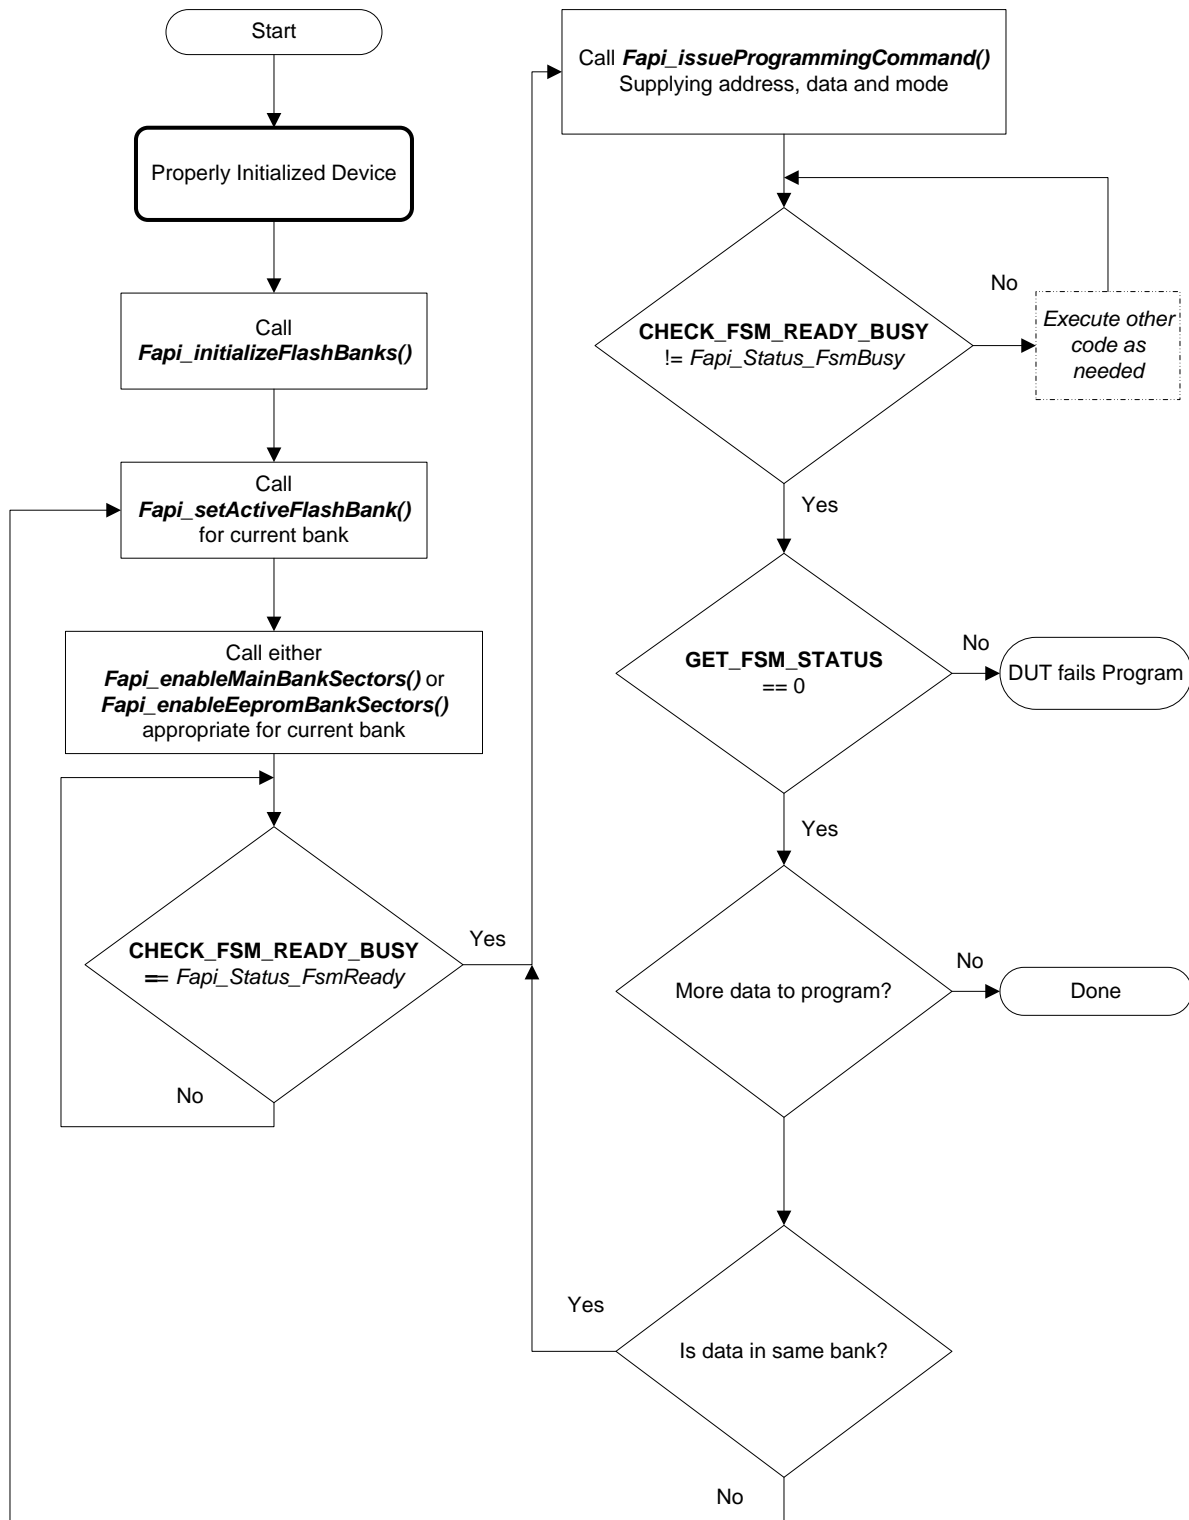 Start
Properly Initialized Device
Call
Fapi_initializeFlashBanks()
Call
Fapi_setActiveFlashBank()
for current bank
Call either
Fapi_enableMainBankSectors() or
Fapi_enableEepromBankSectors()
appropriate for current bank
CHECK_FSM_READY_BUSY
== Fapi_Status_FsmReady
Yes
No
Call Fapi_issueProgrammingCommand()
Supplying address, data and mode
CHECK_FSM_READY_BUSY
!= Fapi_Status_FsmBusy
No
Execute other
code as
needed
Yes
GET_FSM_STATUS
== 0
No
DUT fails Program
Yes
More data to program?
No
Done
Is data in same bank?
Yes
No